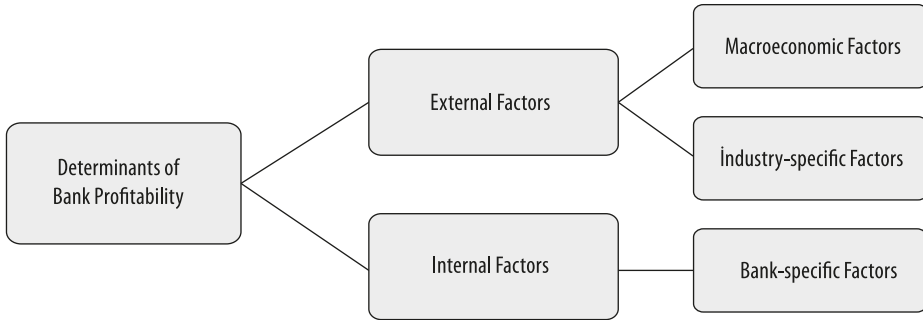 Determinants of
Bank Profitability
External Factors
Internal Factors
Macroeconomic Factors
İndustry-specific Factors
Bank-specific Factors